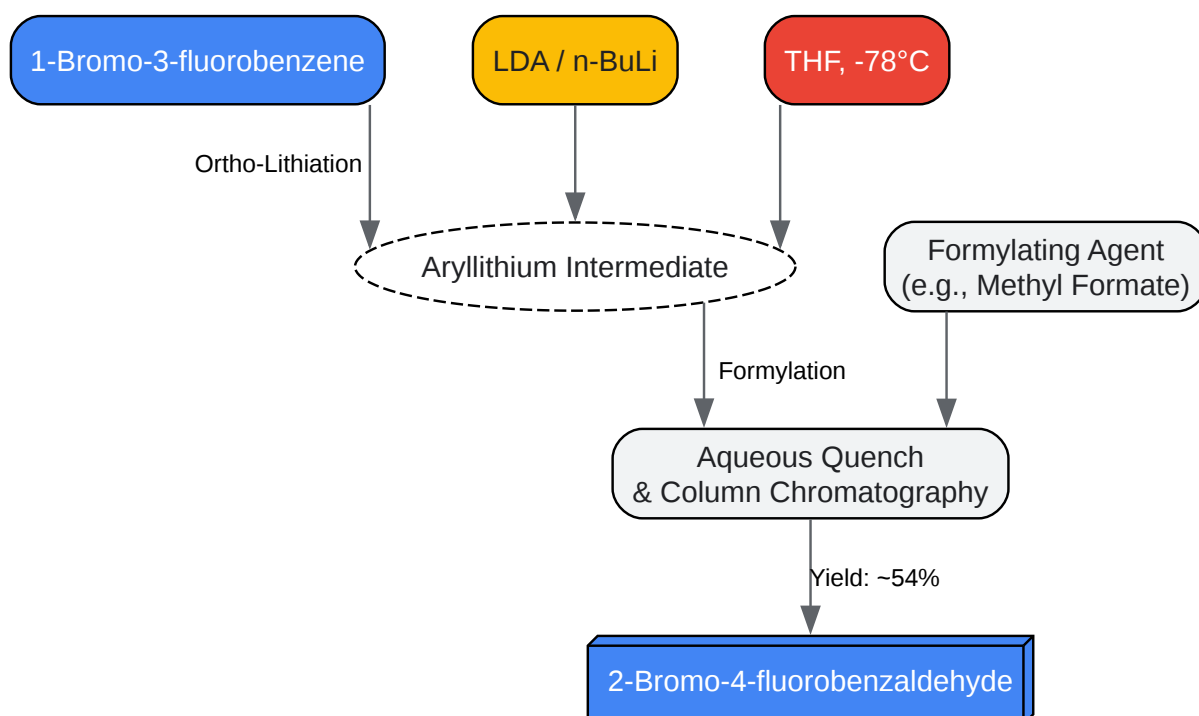 1-Bromo-3-fluorobenzene
LDA / n-BuLi
THF, -78°C
Ortho-Lithiation
Aryllithium Intermediate
Formylating Agent
(e.g., Methyl Formate)
Formylation
Aqueous Quench
& Column Chromatography
Yield: ~54%
2-Bromo-4-fluorobenzaldehyde